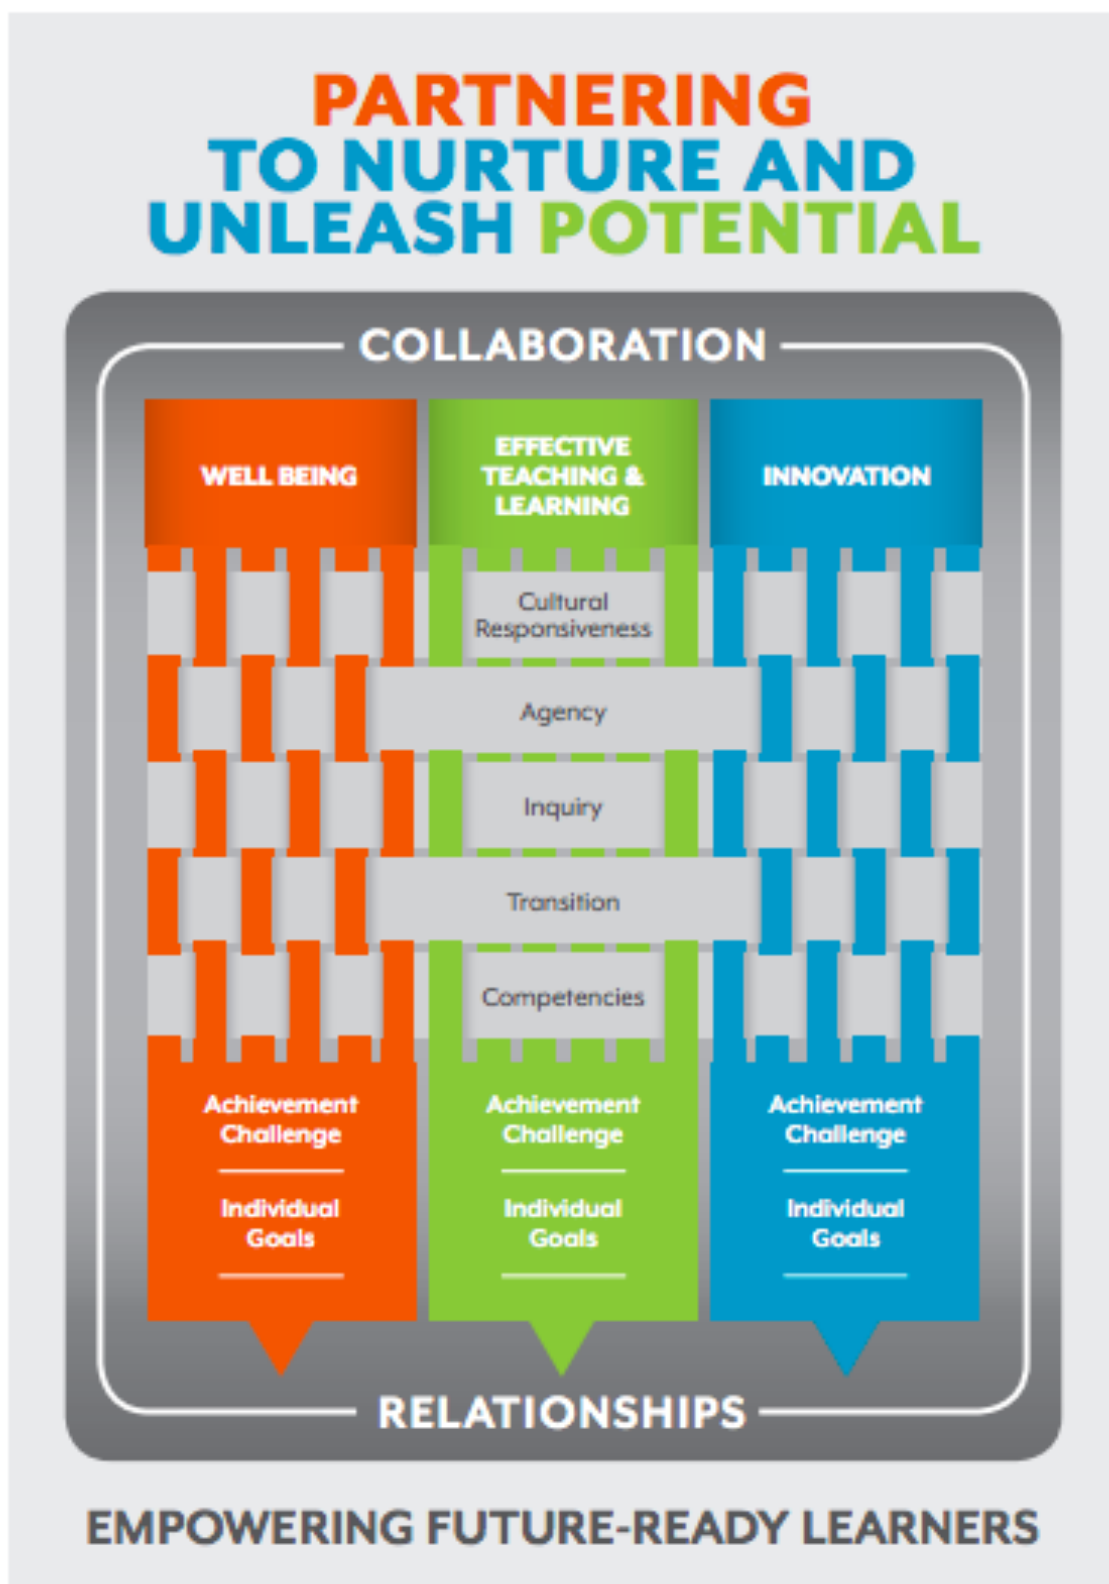 PARTNERING
TO NURTURE AND
UNLEASH POTENTIAL
COLLABORATION
WELL BEING
EFFECTIVE
TEACHING &
LEARNING
INNOVATION
Cultural
Responsiveness
Agency
Inquiry
Transition
Competencies
Achievement
Challenge
Individual
Goals
Achievement
Challenge
Individual
Goals
Achievement
Challenge
Individual
Goals
RELATIONSHIPS
EMPOWERING FUTURE-READY LEARNERS